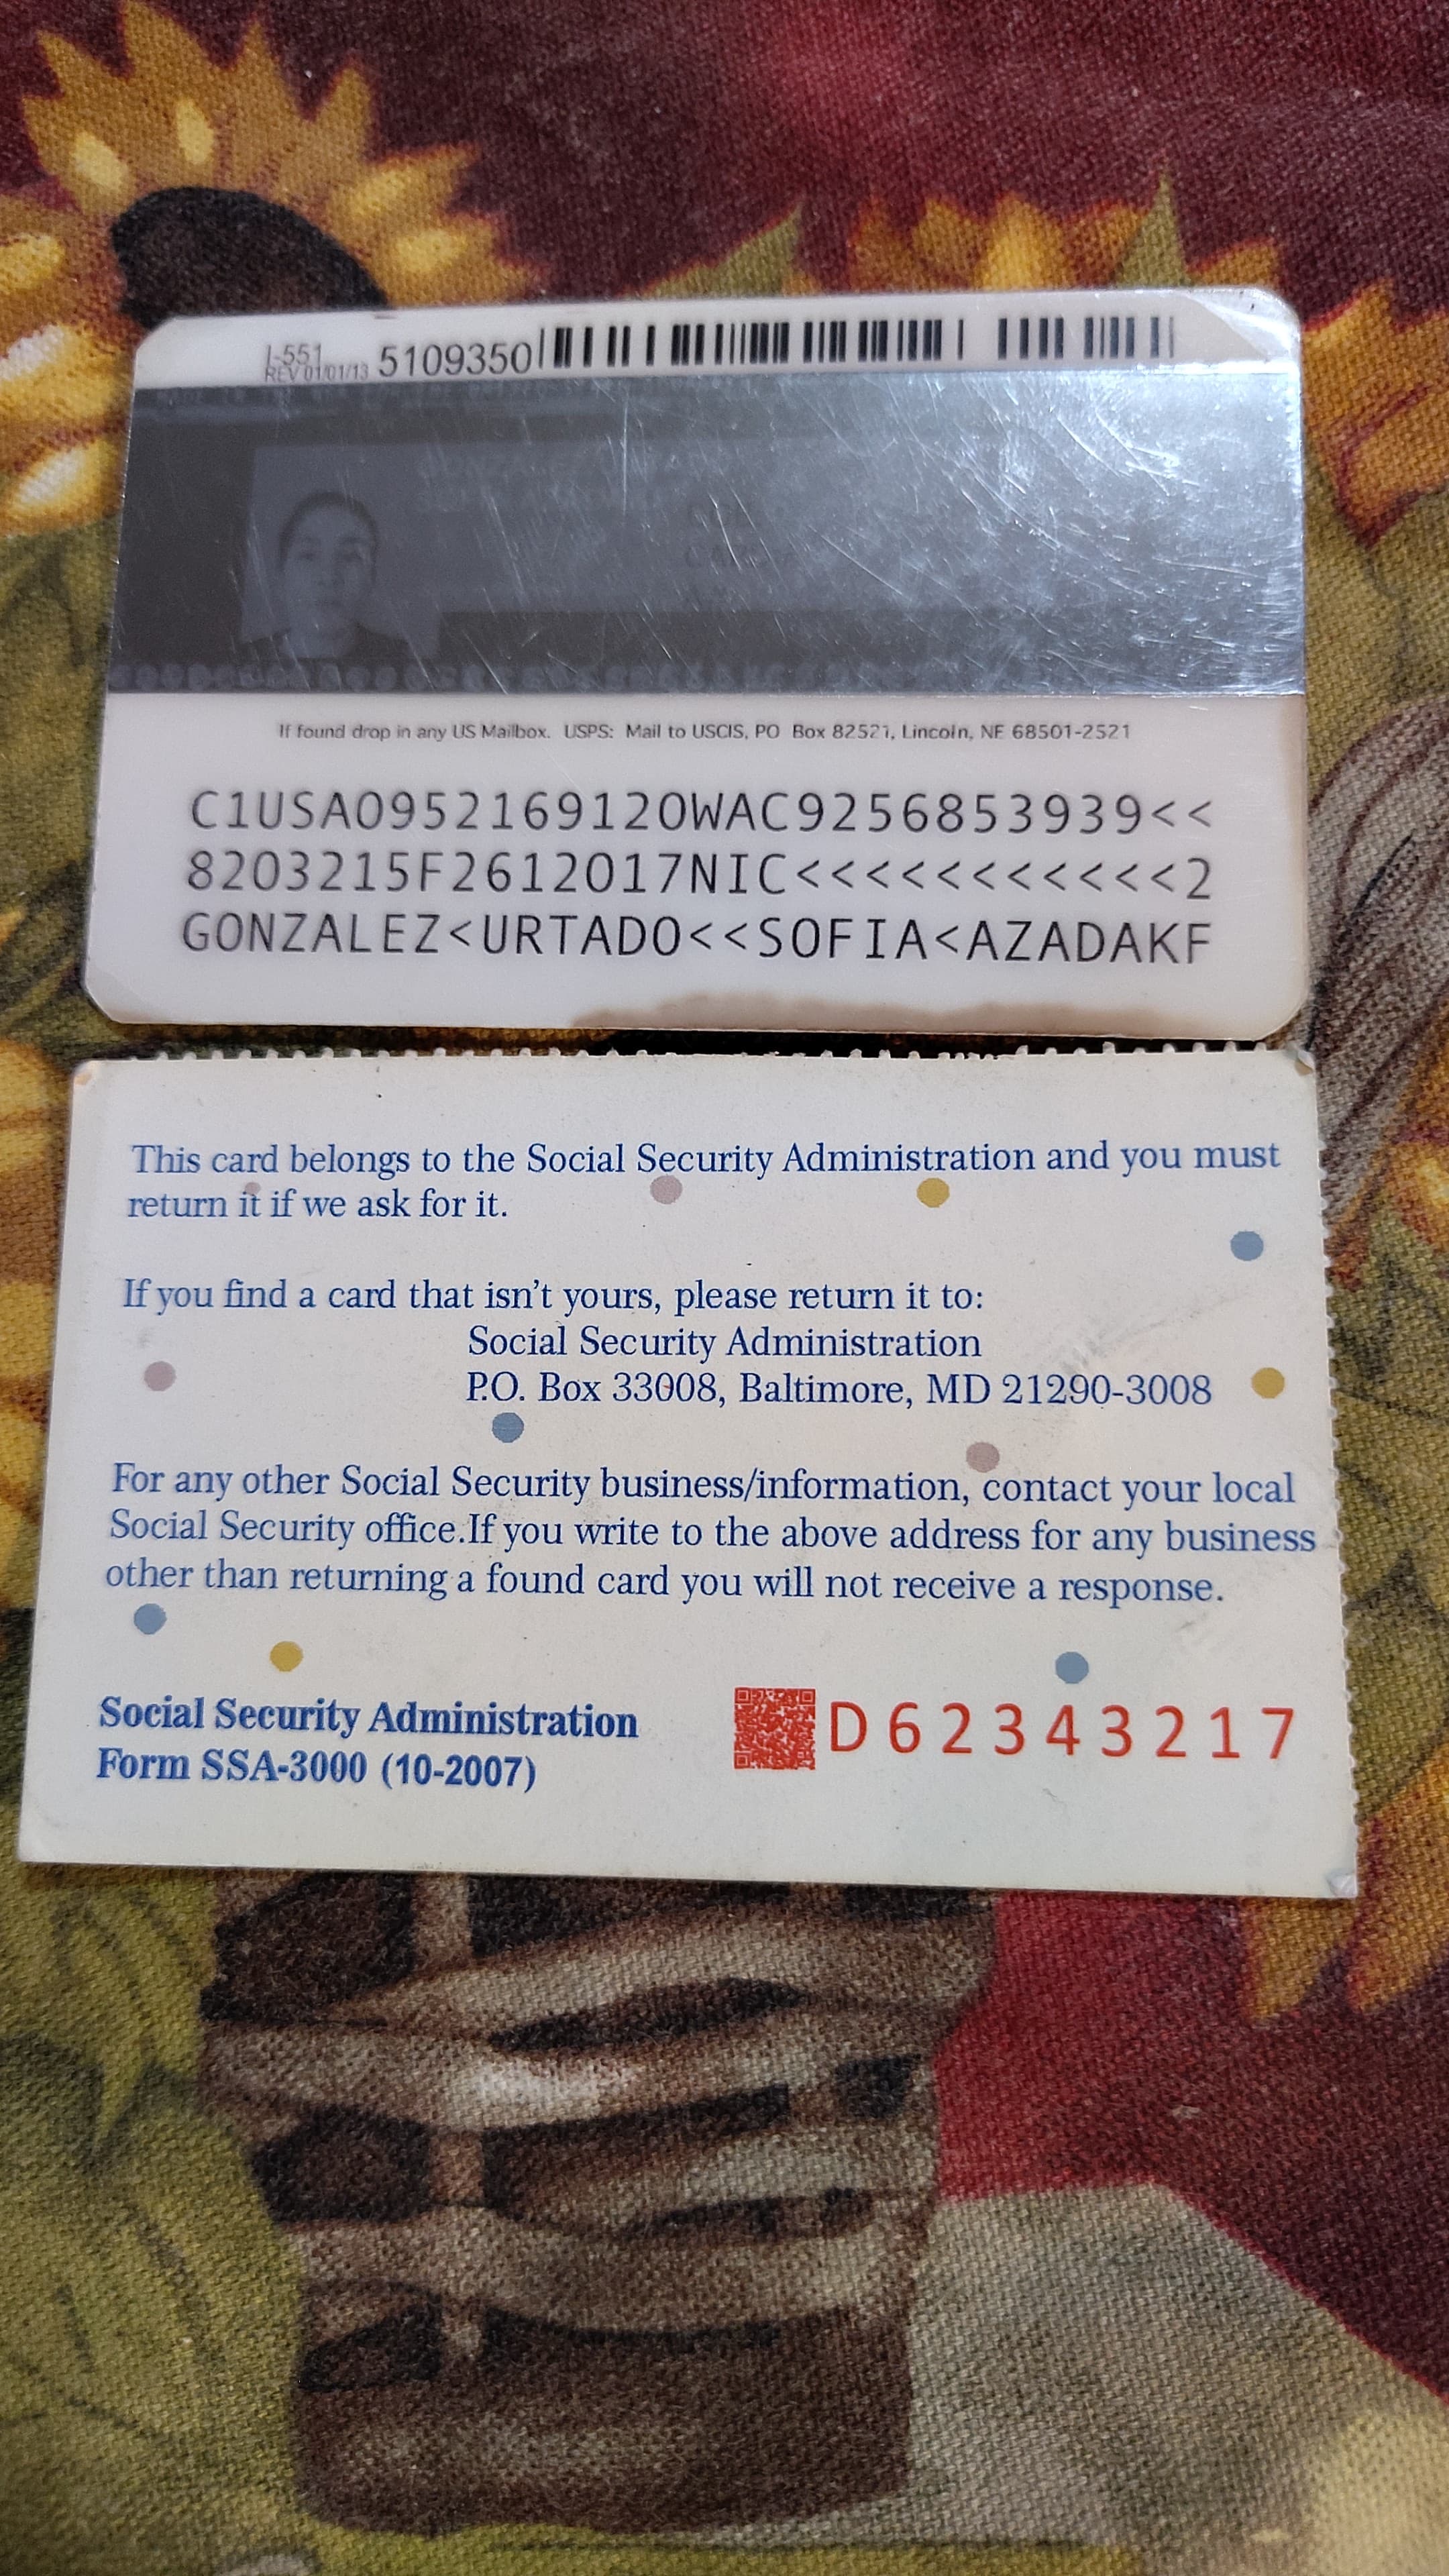 I-551
REV 01/01/13 5109350
If found drop in any US Mailbox. USPS: Mail to USCIS, PO Box 82521, Lincoln, NE 68501-2521
C1USA0952169120WAC9256853939<<
8203215F2612017NIC<<<<<<<<<<<2
GONZALEZ<URTADO<<SOFIA<AZADAKF
This card belongs to the Social Security Administration and you must
return it if we ask for it.
If you find a card that isn't yours, please return it to:
Social Security Administration
P.O. Box 33008, Baltimore, MD 21290-3008
For any other Social Security business/information, contact your local
Social Security office.If you write to the above address for any business
other than returning a found card you will not receive a response.
Social Security Administration
Form SSA-3000 (10-2007)
D62343217